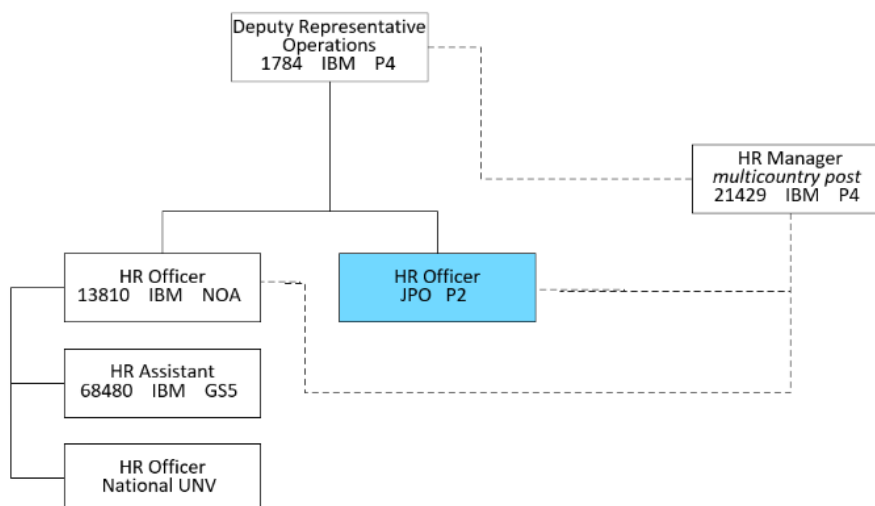 Deputy Representative
Operations
1784 IBM P4
HR Manager
multicountry post
21429 IBM P4
HR Officer
13810 IBM NOA
HR Officer
JPO P2
HR Assistant
68480 IBM GS5
HR Officer
National UNV